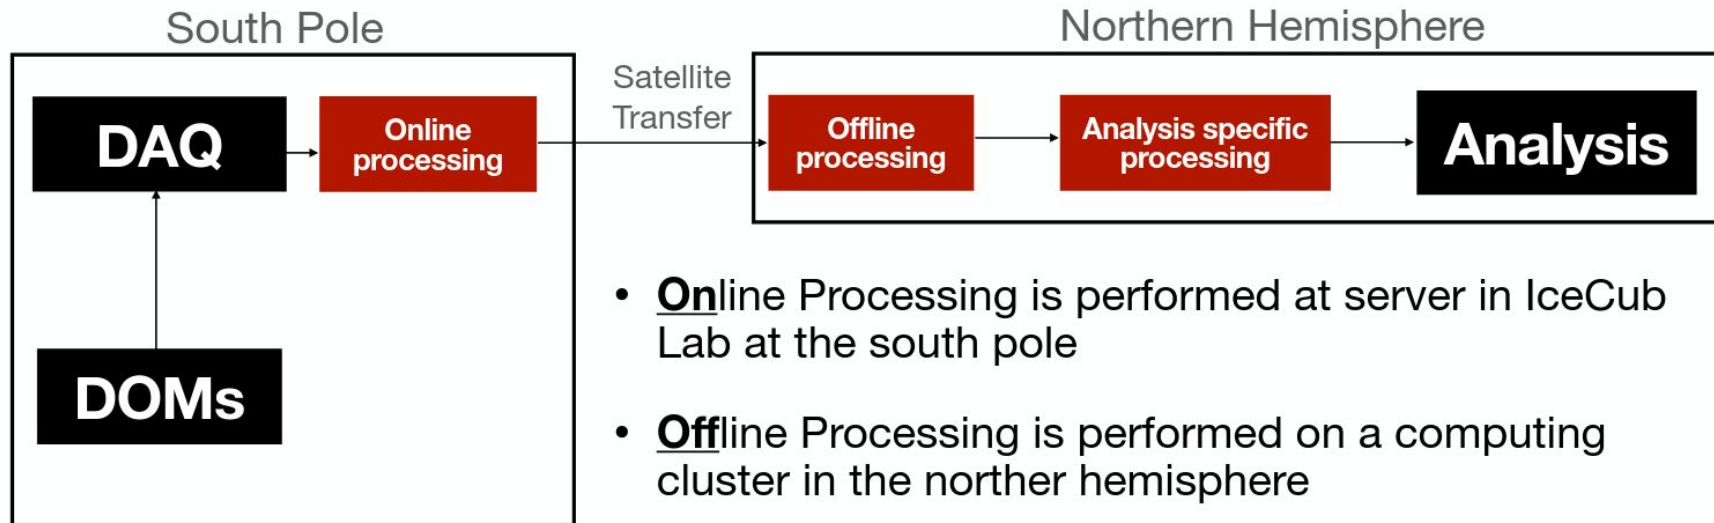 South Pole
Northern Hemisphere
Satellite
Transfer
DAQ
Online
processing
Offline
processing
Analysis specific
processing
Analysis
DOMs
• Online Processing is performed at server in IceCub
Lab at the south pole
• Offline Processing is performed on a computing
cluster in the norther hemisphere